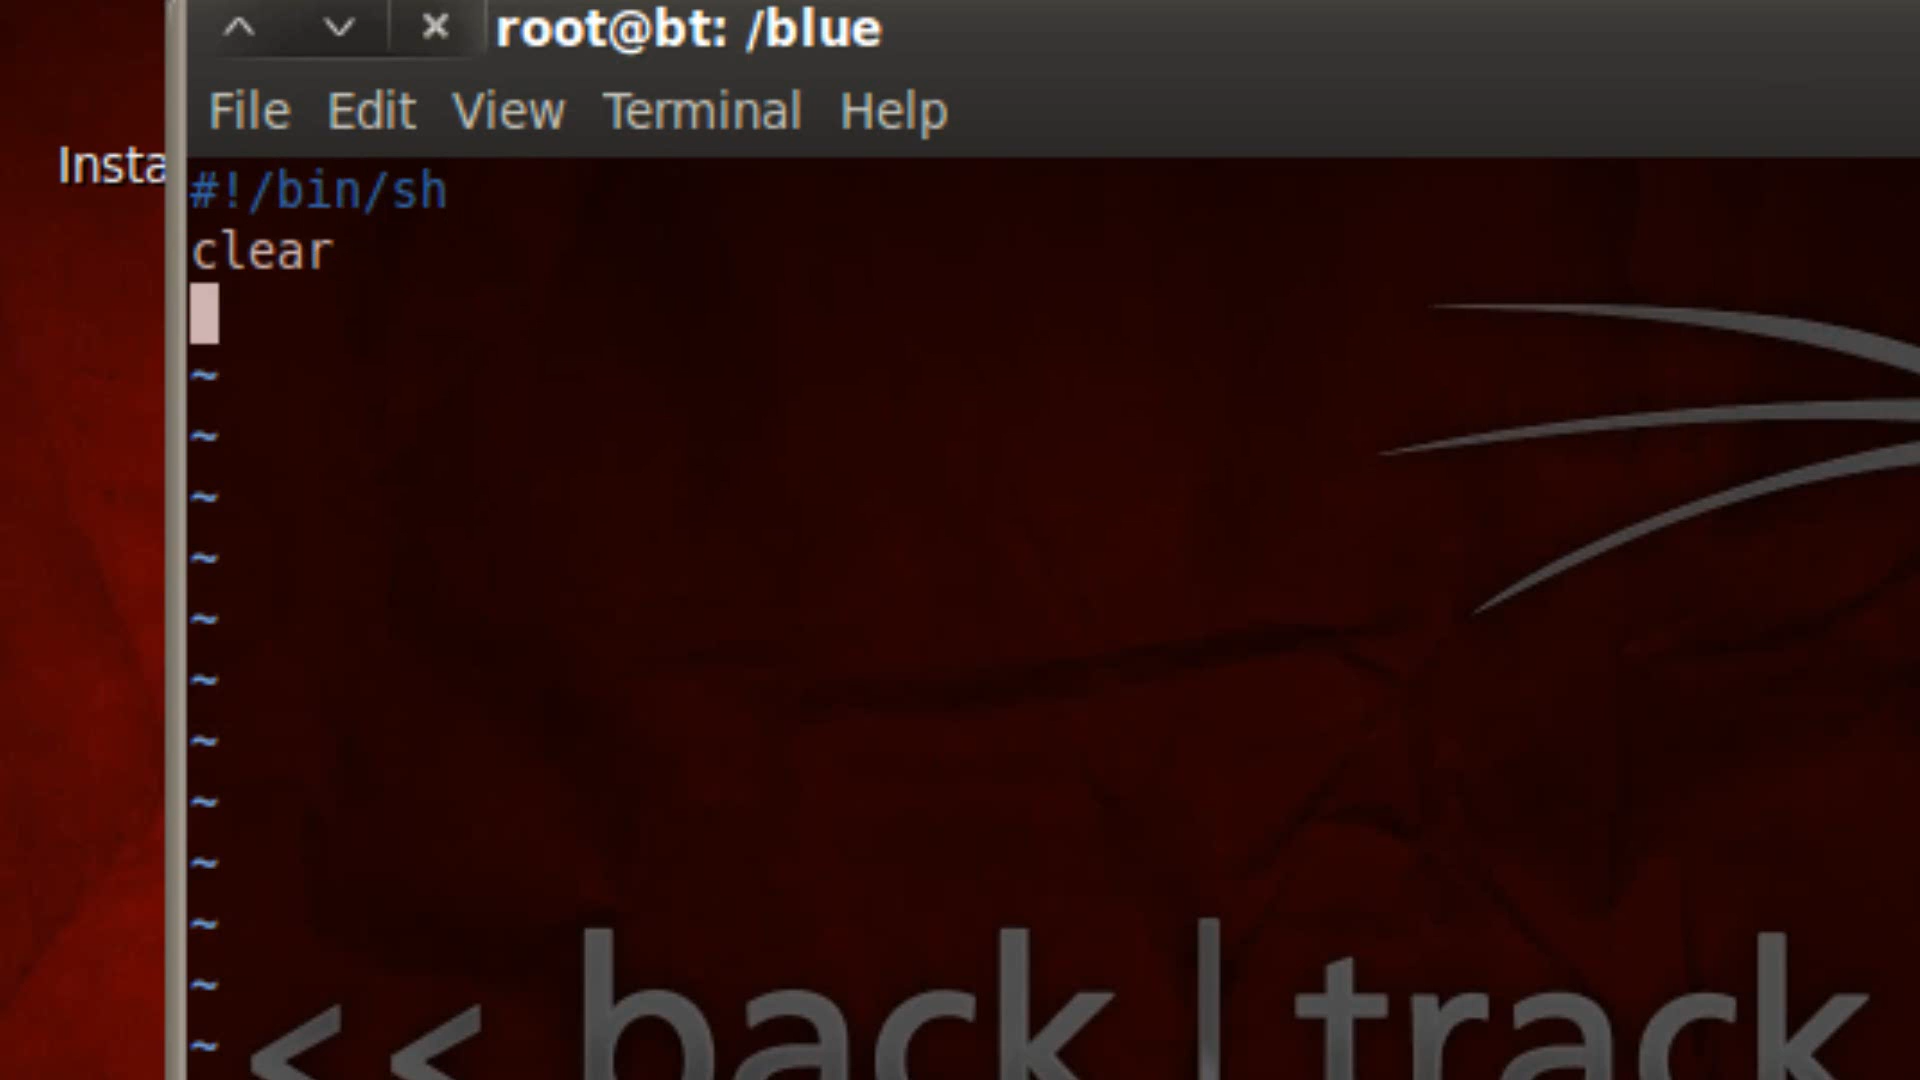 root@bt: /blue
File Edit View Terminal Help
Insta
#!/bin/sh
clear
~
~
~
~
~
~
~
~
~
~
~
~
<< back | track